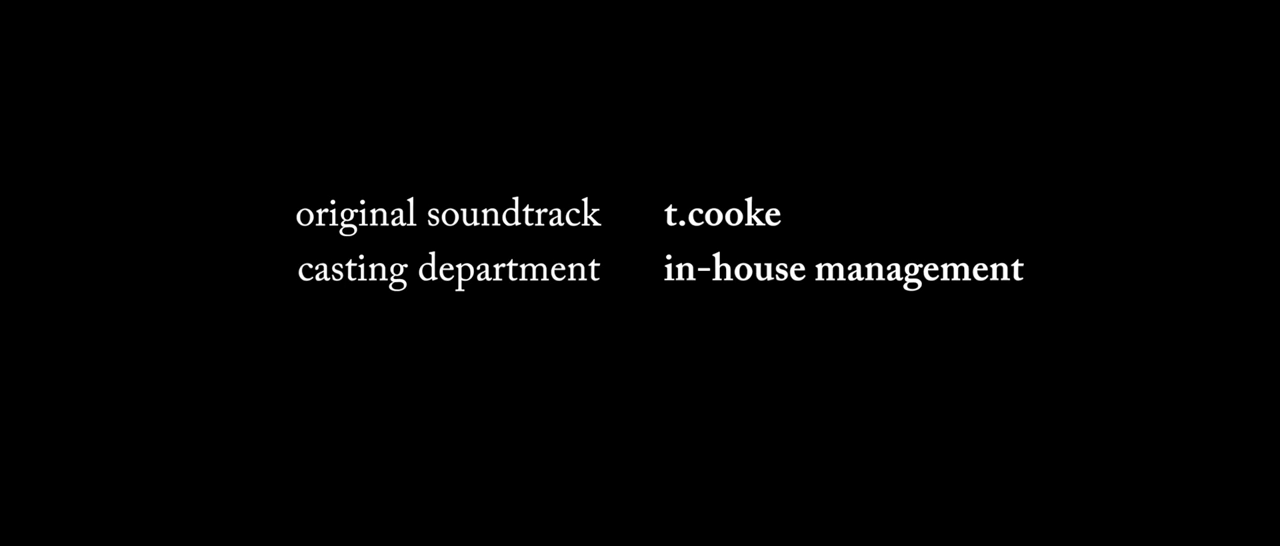 original soundtrack t.cooke
casting department in-house management